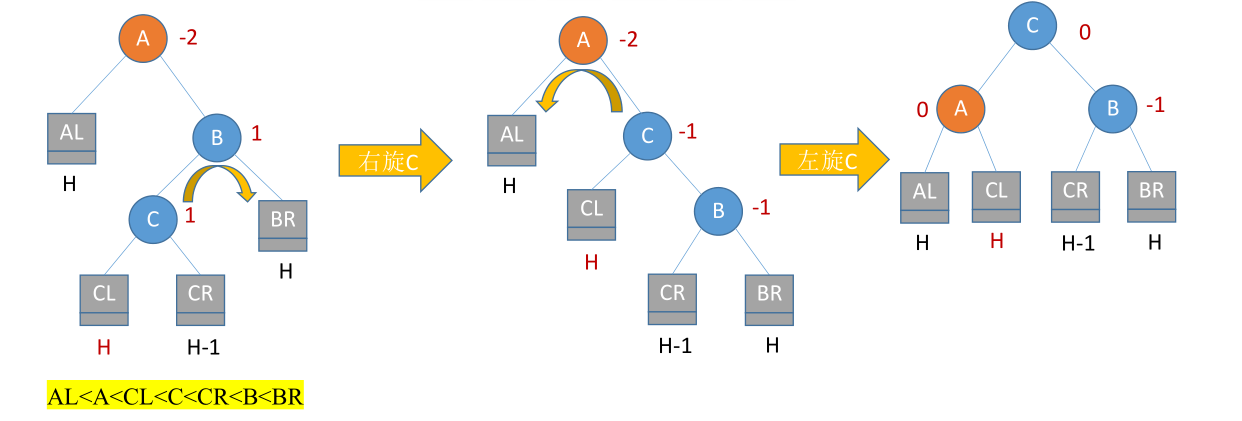 A -2
AL
H
B 1
C 1
BR
H
CL
H
CR
H-1
AL<A<CL<C<CR<B<BR
右旋C
A -2
AL
H
C -1
CL
H
B -1
CR
H-1
BR
H
左旋C
C 0
0 A
B -1
AL
H
CL
H
CR
H-1
BR
H